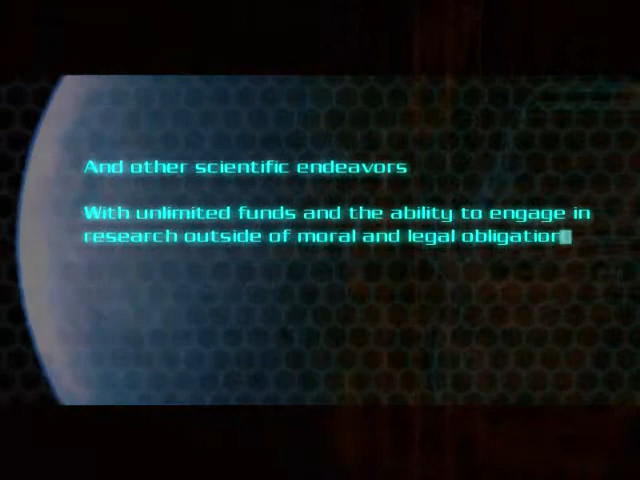 And other scientific endeavors
With unlimited funds and the ability to engage in
research outside of moral and legal obligation